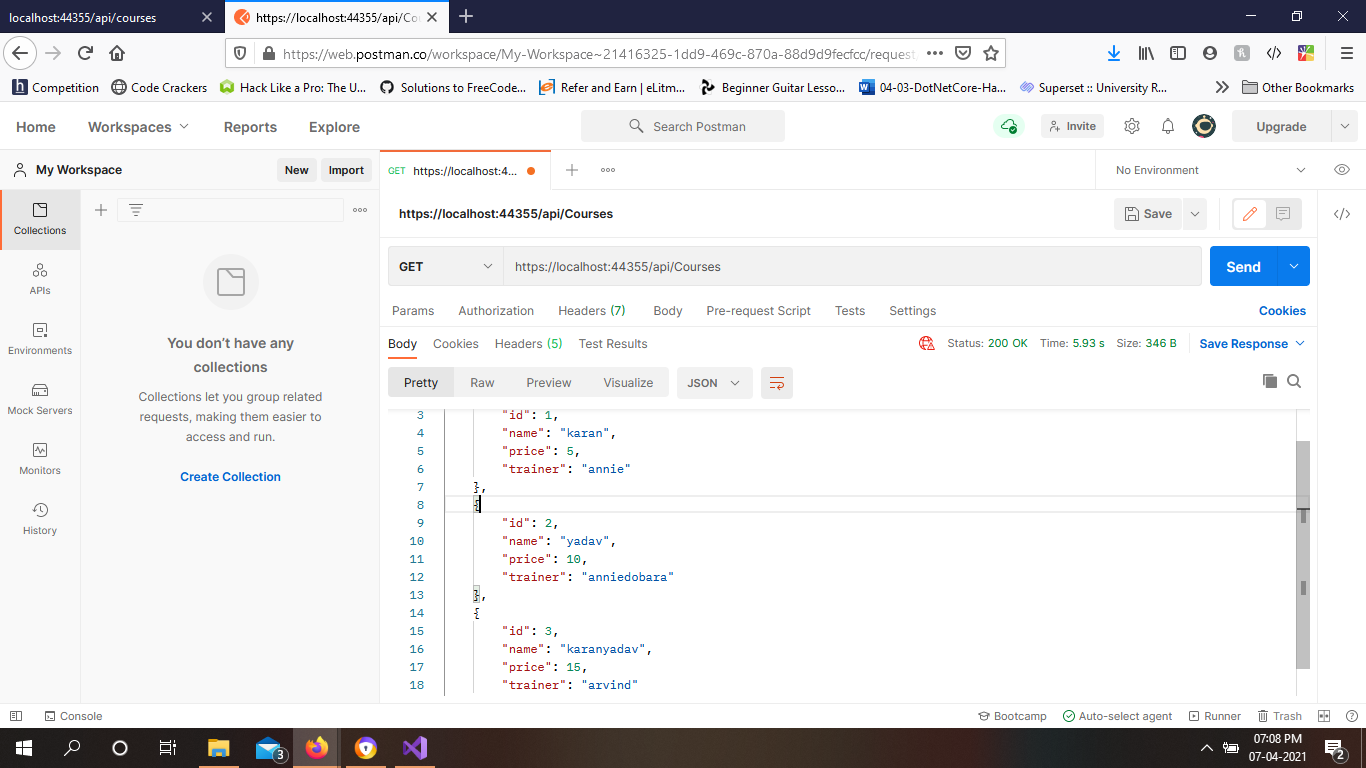 localhost:44355/api/courses
https://localhost:44355/api/Co
https://web.postman.co/workspace/My-Workspace~21416325-1dd9-469c-870a-88d9d9fecfcc/request
Competition Code Crackers Hack Like a Pro: The U... Solutions to FreeCode... Refer and Earn | eLitm... Beginner Guitar Lesso... 04-03-DotNetCore-Ha... Superset :: University R... Other Bookmarks
Home Workspaces Reports Explore Search Postman Invite Upgrade
My Workspace New Import GET https://localhost:4... No Environment
Collections
APIs
Environments
Mock Servers
Monitors
History
You don't have any
collections
Collections let you group related
requests, making them easier to
access and run.
Create Collection
https://localhost:44355/api/Courses Save
GET https://localhost:44355/api/Courses Send
Params Authorization Headers (7) Body Pre-request Script Tests Settings Cookies
Body Cookies Headers (5) Test Results Status: 200 OK Time: 5.93 s Size: 346 B Save Response
Pretty Raw Preview Visualize JSON
3 "id": 1,
4 "name": "karan",
5 "price": 5,
6 "trainer": "annie"
7 },
8 {
9 "id": 2,
10 "name": "yadav",
11 "price": 10,
12 "trainer": "anniedobara"
13 },
14 {
15 "id": 3,
16 "name": "karanyadav",
17 "price": 15,
18 "trainer": "arvind"
Console Bootcamp Auto-select agent Runner Trash
3
07:08 PM
07-04-2021
2